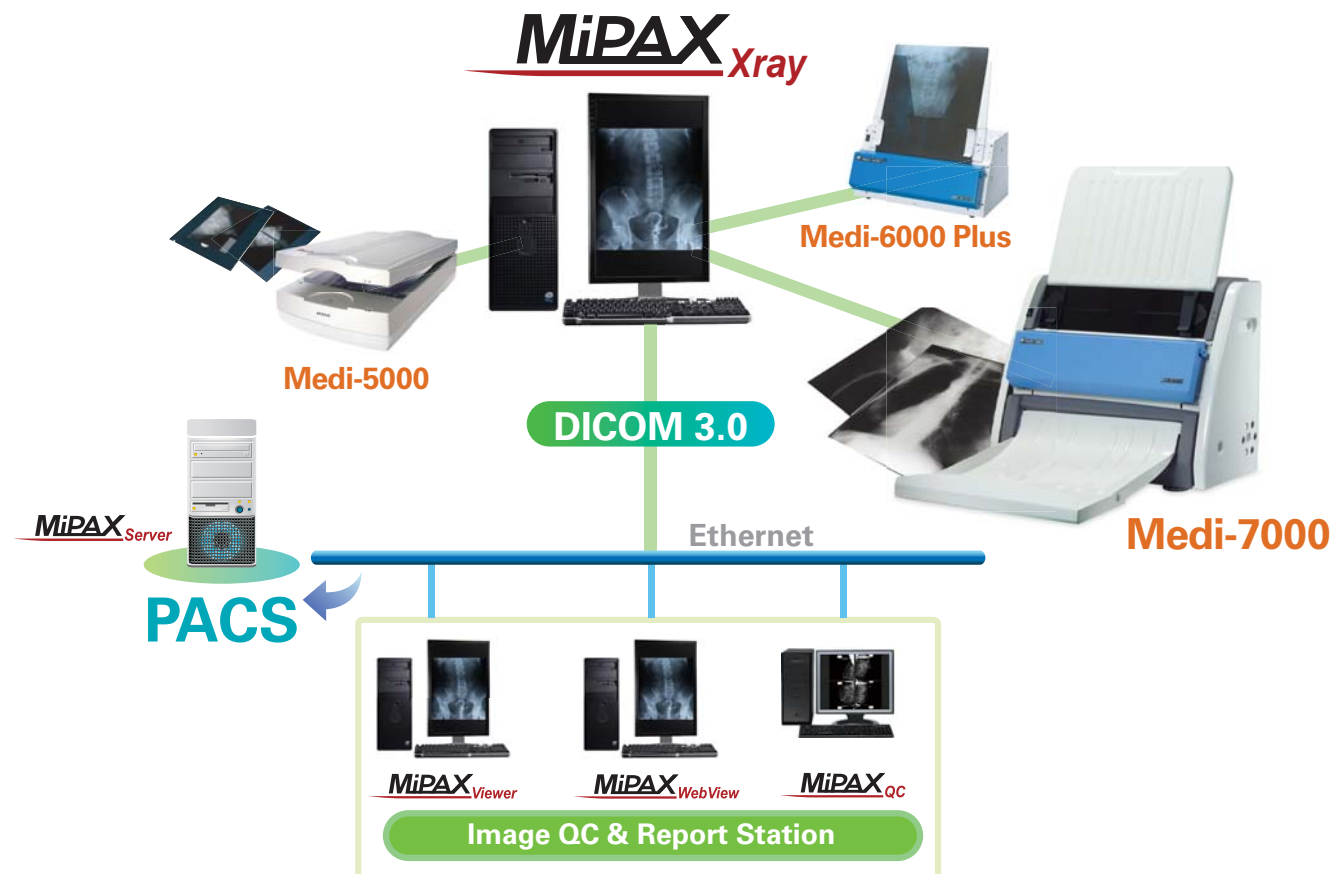 MiPAX Xray
Medi-6000 Plus
Medi-5000
DICOM 3.0
Medi-7000
MiPAX Server
Ethernet
PACS
MiPAX Viewer
MiPAX WebView
MiPAX QC
Image QC & Report Station